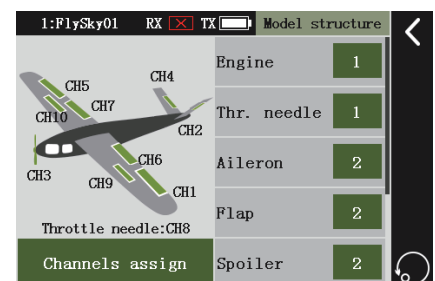 1:FlySky01 RX TX Model structure
CH5
CH4
CH7
CH10
CH2
CH6
CH3
CH9
CH1
Throttle needle:CH8
Channels assign
Engine 1
Thr. needle 1
Aileron 2
Flap 2
Spoiler 2